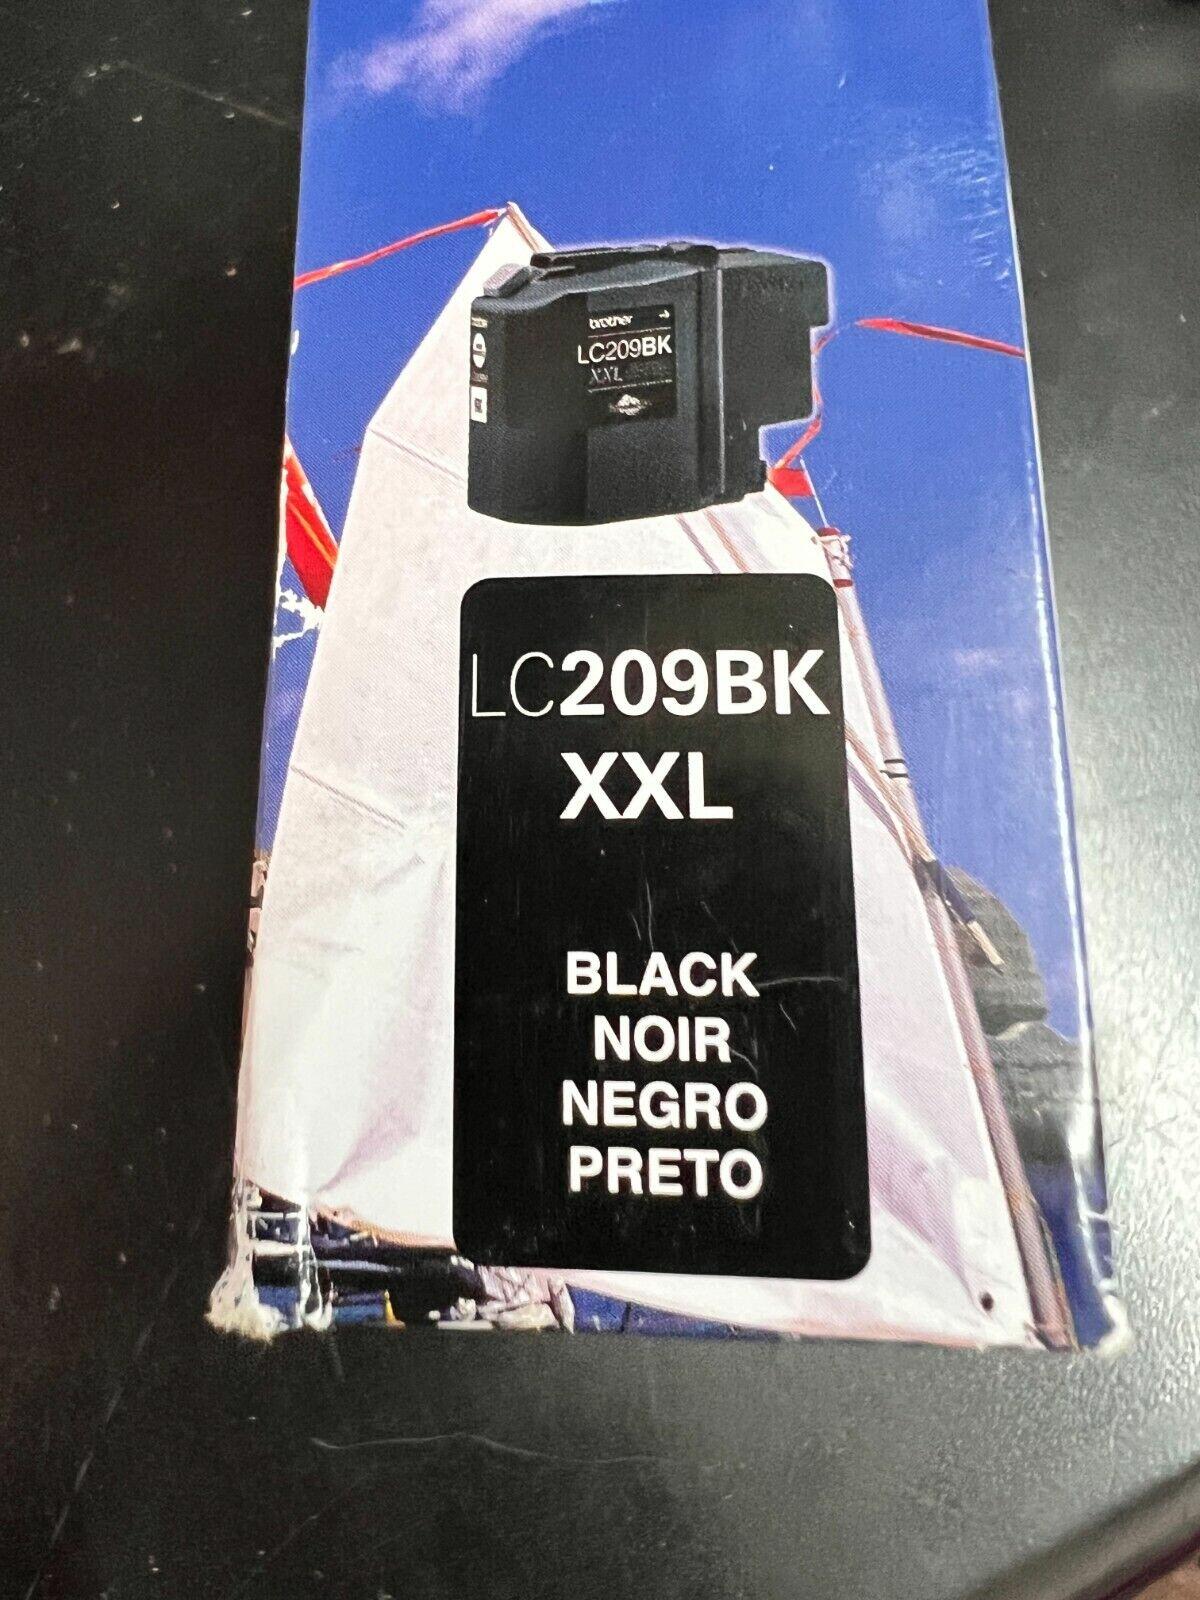 brother
LC209BK
XXL
LC209BK
XXL
BLACK
NOIR
NEGRO
PRETO